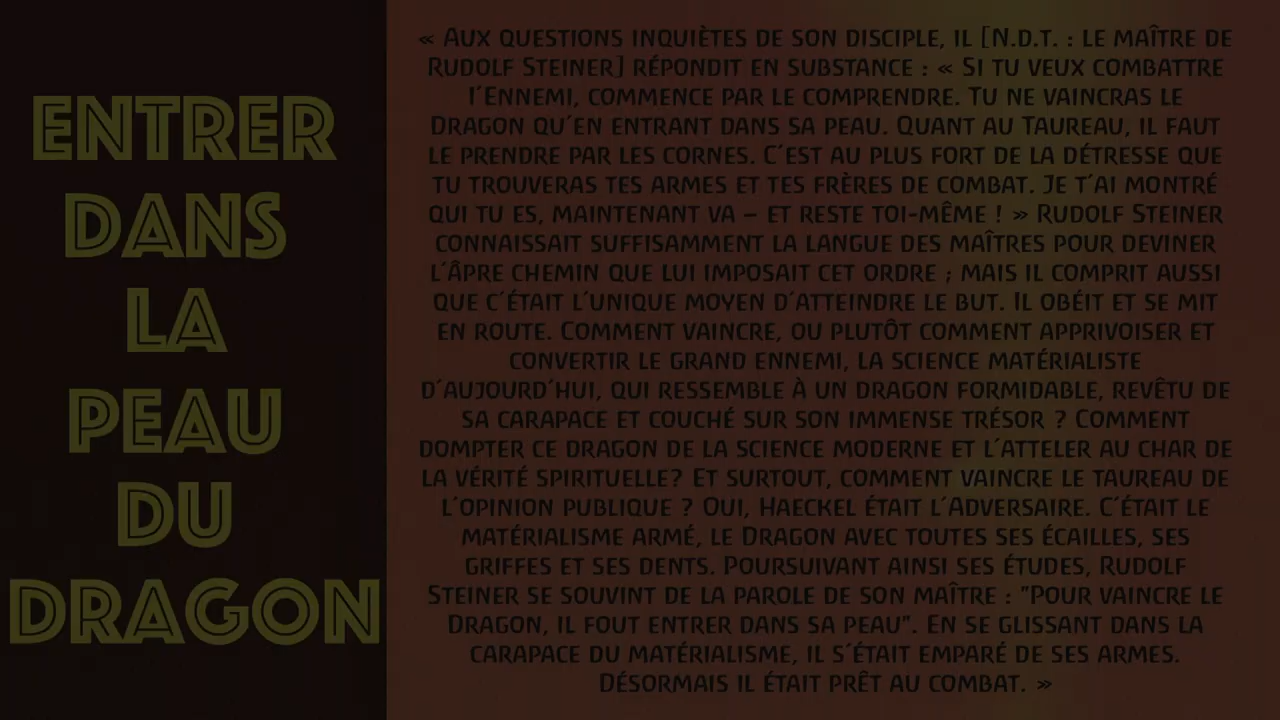 ENTRER
DANS
LA
PEAU
DU
DRAGON
« AUX QUESTIONS INQUIÈTES DE SON DISCIPLE, IL [N.D.T. : LE MAÎTRE DE
RUDOLF STEINER] RÉPONDIT EN SUBSTANCE : « SI TU VEUX COMBATTRE
L'ENNEMI, COMMENCE PAR LE COMPRENDRE. TU NE VAINCRAS LE
DRAGON QU'EN ENTRANT DANS SA PEAU. QUANT AU TAUREAU, IL FAUT
LE PRENDRE PAR LES CORNES. C'EST AU PLUS FORT DE LA DÉTRESSE QUE
TU TROUVERAS TES ARMES ET TES FRÈRES DE COMBAT. JE T'AI MONTRÉ
QUI TU ES, MAINTENANT VA – ET RESTE TOI-MÊME ! » RUDOLF STEINER
CONNAISSAIT SUFFISAMMENT LA LANGUE DES MAÎTRES POUR DEVINER
L'ÂPRE CHEMIN QUE LUI IMPOSAIT CET ORDRE ; MAIS IL COMPRIT AUSSI
QUE C'ÉTAIT L'UNIQUE MOYEN D'ATTEINDRE LE BUT. IL OBÉIT ET SE MIT
EN ROUTE. COMMENT VAINCRE, OU PLUTÔT COMMENT APPRIVOISER ET
CONVERTIR LE GRAND ENNEMI, LA SCIENCE MATÉRIALISTE
D'AUJOURD'HUI, QUI RESSEMBLE À UN DRAGON FORMIDABLE, REVÊTU DE
SA CARAPACE ET COUCHÉ SUR SON IMMENSE TRÉSOR ? COMMENT
DOMPTER CE DRAGON DE LA SCIENCE MODERNE ET L'ATTELER AU CHAR DE
LA VÉRITÉ SPIRITUELLE? ET SURTOUT, COMMENT VAINCRE LE TAUREAU DE
L'OPINION PUBLIQUE ? OUI, HAECKEL ÉTAIT L'ADVERSAIRE. C'ÉTAIT LE
MATÉRIALISME ARMÉ, LE DRAGON AVEC TOUTES SES ÉCAILLES, SES
GRIFFES ET SES DENTS. POURSUIVANT AINSI SES ÉTUDES, RUDOLF
STEINER SE SOUVINT DE LA PAROLE DE SON MAÎTRE : "POUR VAINCRE LE
DRAGON, IL FOUT ENTRER DANS SA PEAU". EN SE GLISSANT DANS LA
CARAPACE DU MATÉRIALISME, IL S'ÉTAIT EMPARÉ DE SES ARMES.
DÉSORMAIS IL ÉTAIT PRÊT AU COMBAT. »